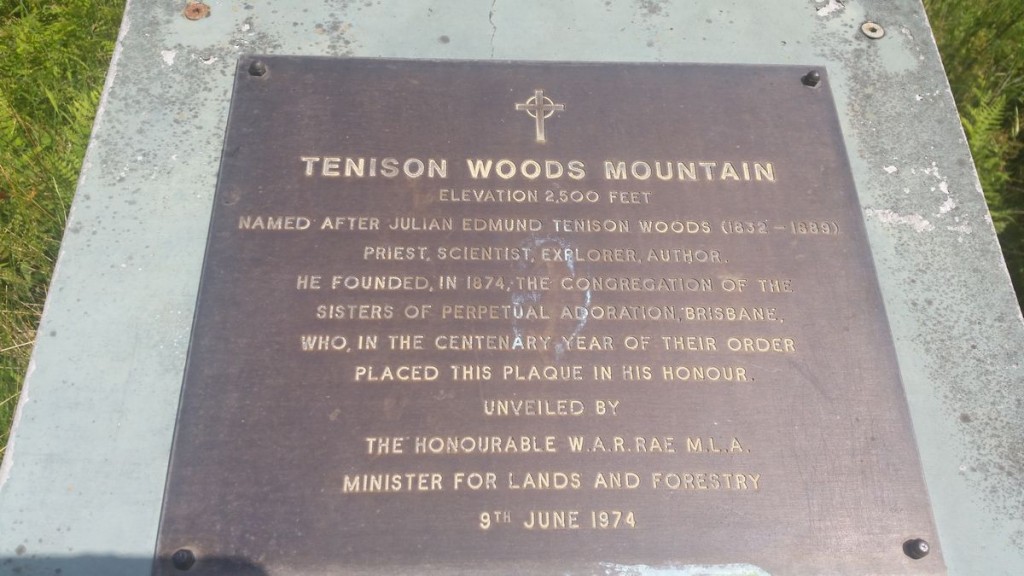 TENISON WOODS MOUNTAIN
ELEVATION 2,500 FEET
NAMED AFTER JULIAN EDMUND TENISON WOODS (1832 – 1889)
PRIEST, SCIENTIST, EXPLORER, AUTHOR.
HE FOUNDED, IN 1874, THE CONGREGATION OF THE
SISTERS OF PERPETUAL ADORATION, BRISBANE,
WHO, IN THE CENTENARY YEAR OF THEIR ORDER
PLACED THIS PLAQUE IN HIS HONOUR.
UNVEILED BY
THE HONOURABLE W.A.R. RAE M.L.A.
MINISTER FOR LANDS AND FORESTRY
9TH JUNE 1974